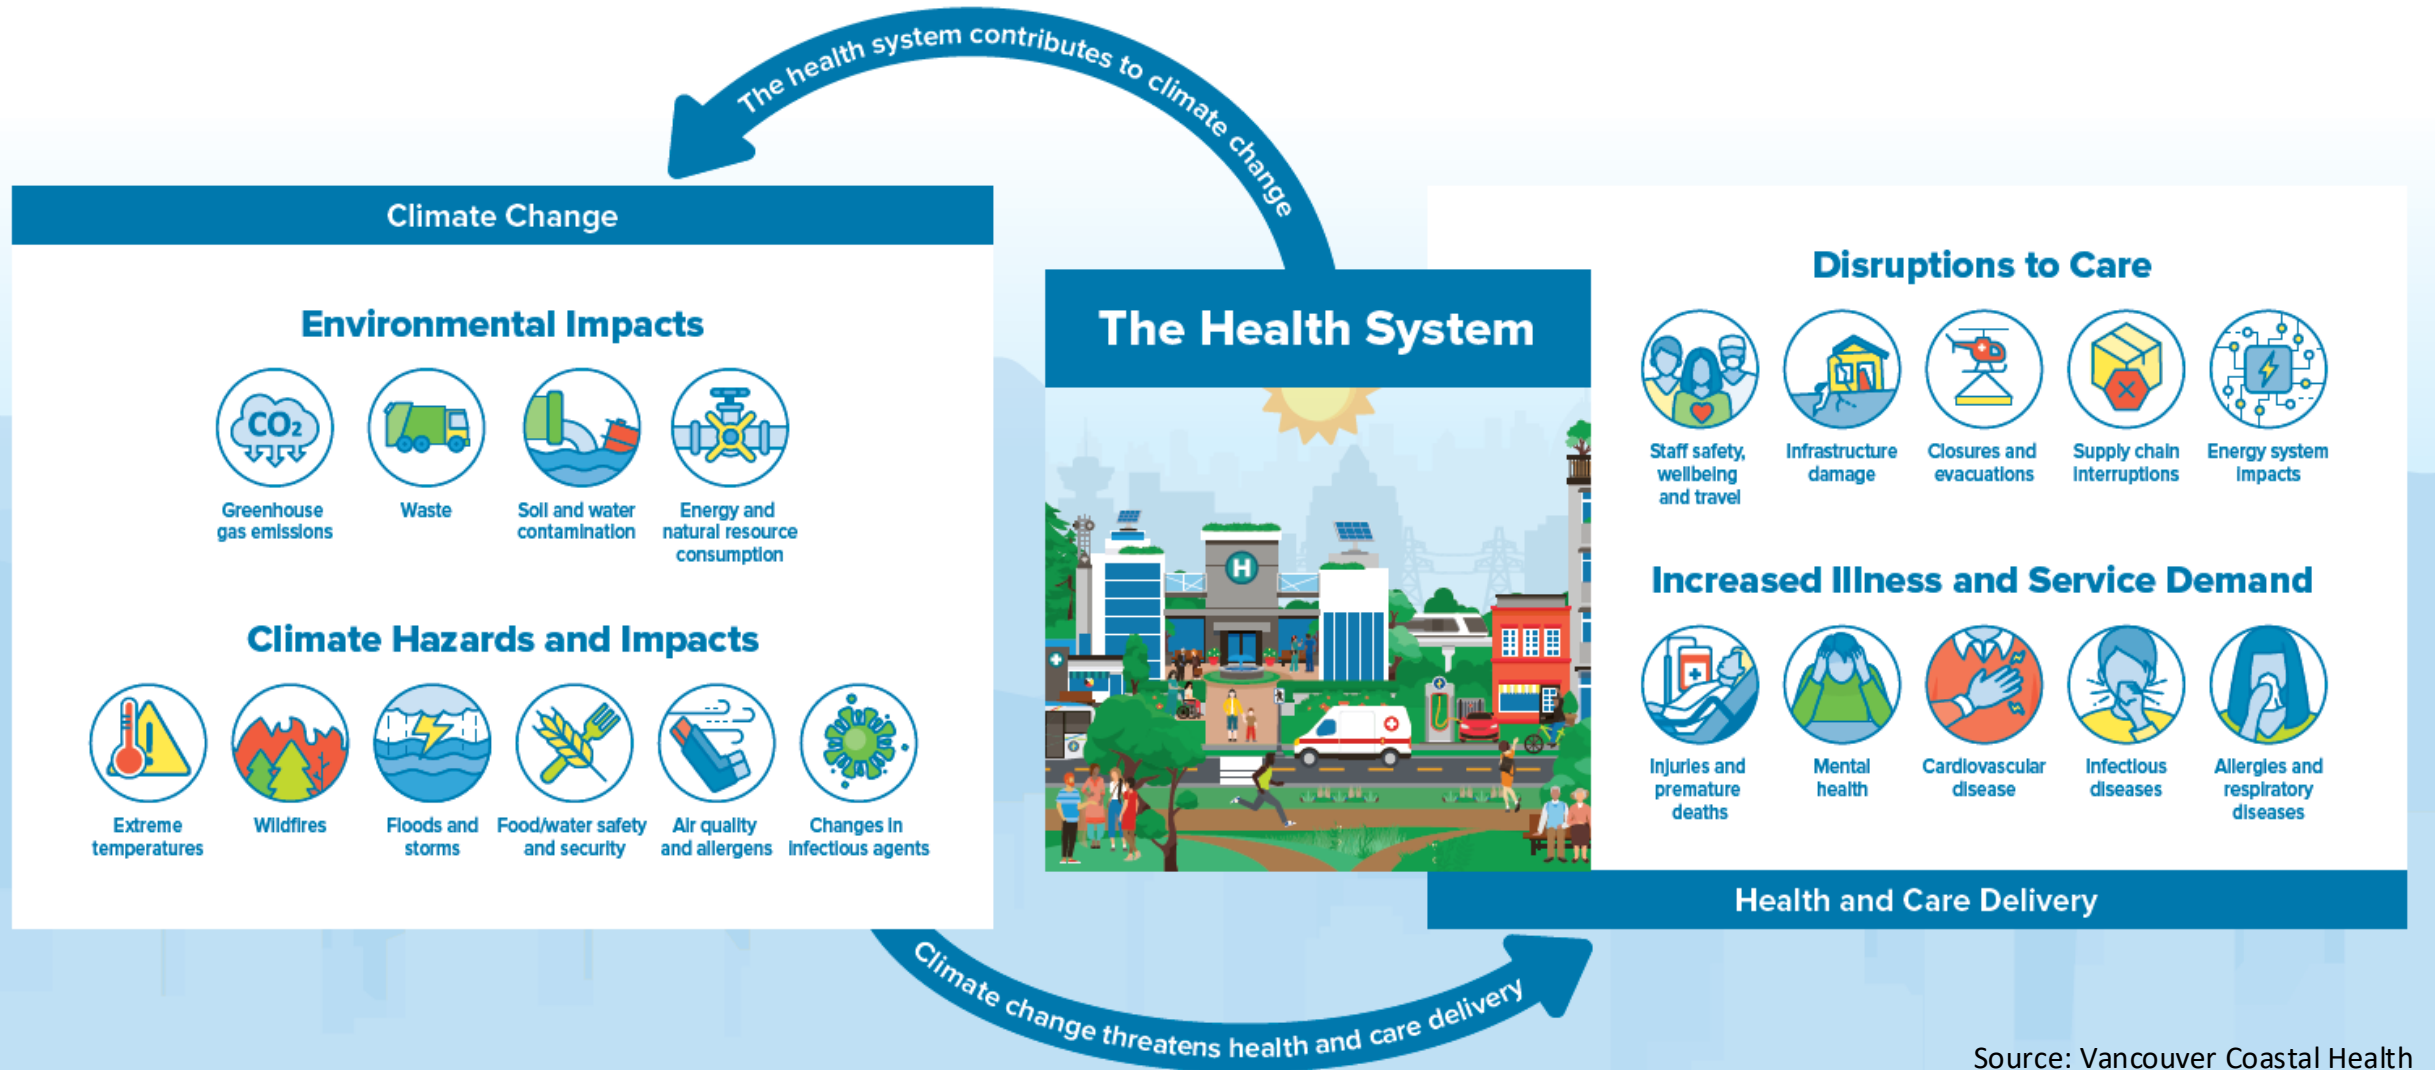 The health system contributes to climate change
Climate Change
Environmental Impacts
CO₂
Greenhouse
gas emissions
Waste
Soil and water
contamination
Energy and
natural resource
consumption
Climate Hazards and Impacts
Extreme
temperatures
Wildfires
Floods and
storms
Food/water safety
and security
Air quality
and allergens
Changes in
infectious agents
The Health System
H
Disruptions to Care
Staff safety,
wellbeing
and travel
Infrastructure
damage
Closures and
evacuations
Supply chain
interruptions
Energy system
impacts
Increased Illness and Service Demand
Injuries and
premature
deaths
Mental
health
Cardiovascular
disease
Infectious
diseases
Allergies and
respiratory
diseases
Health and Care Delivery
Climate change threatens health and care delivery
Source: Vancouver Coastal Health